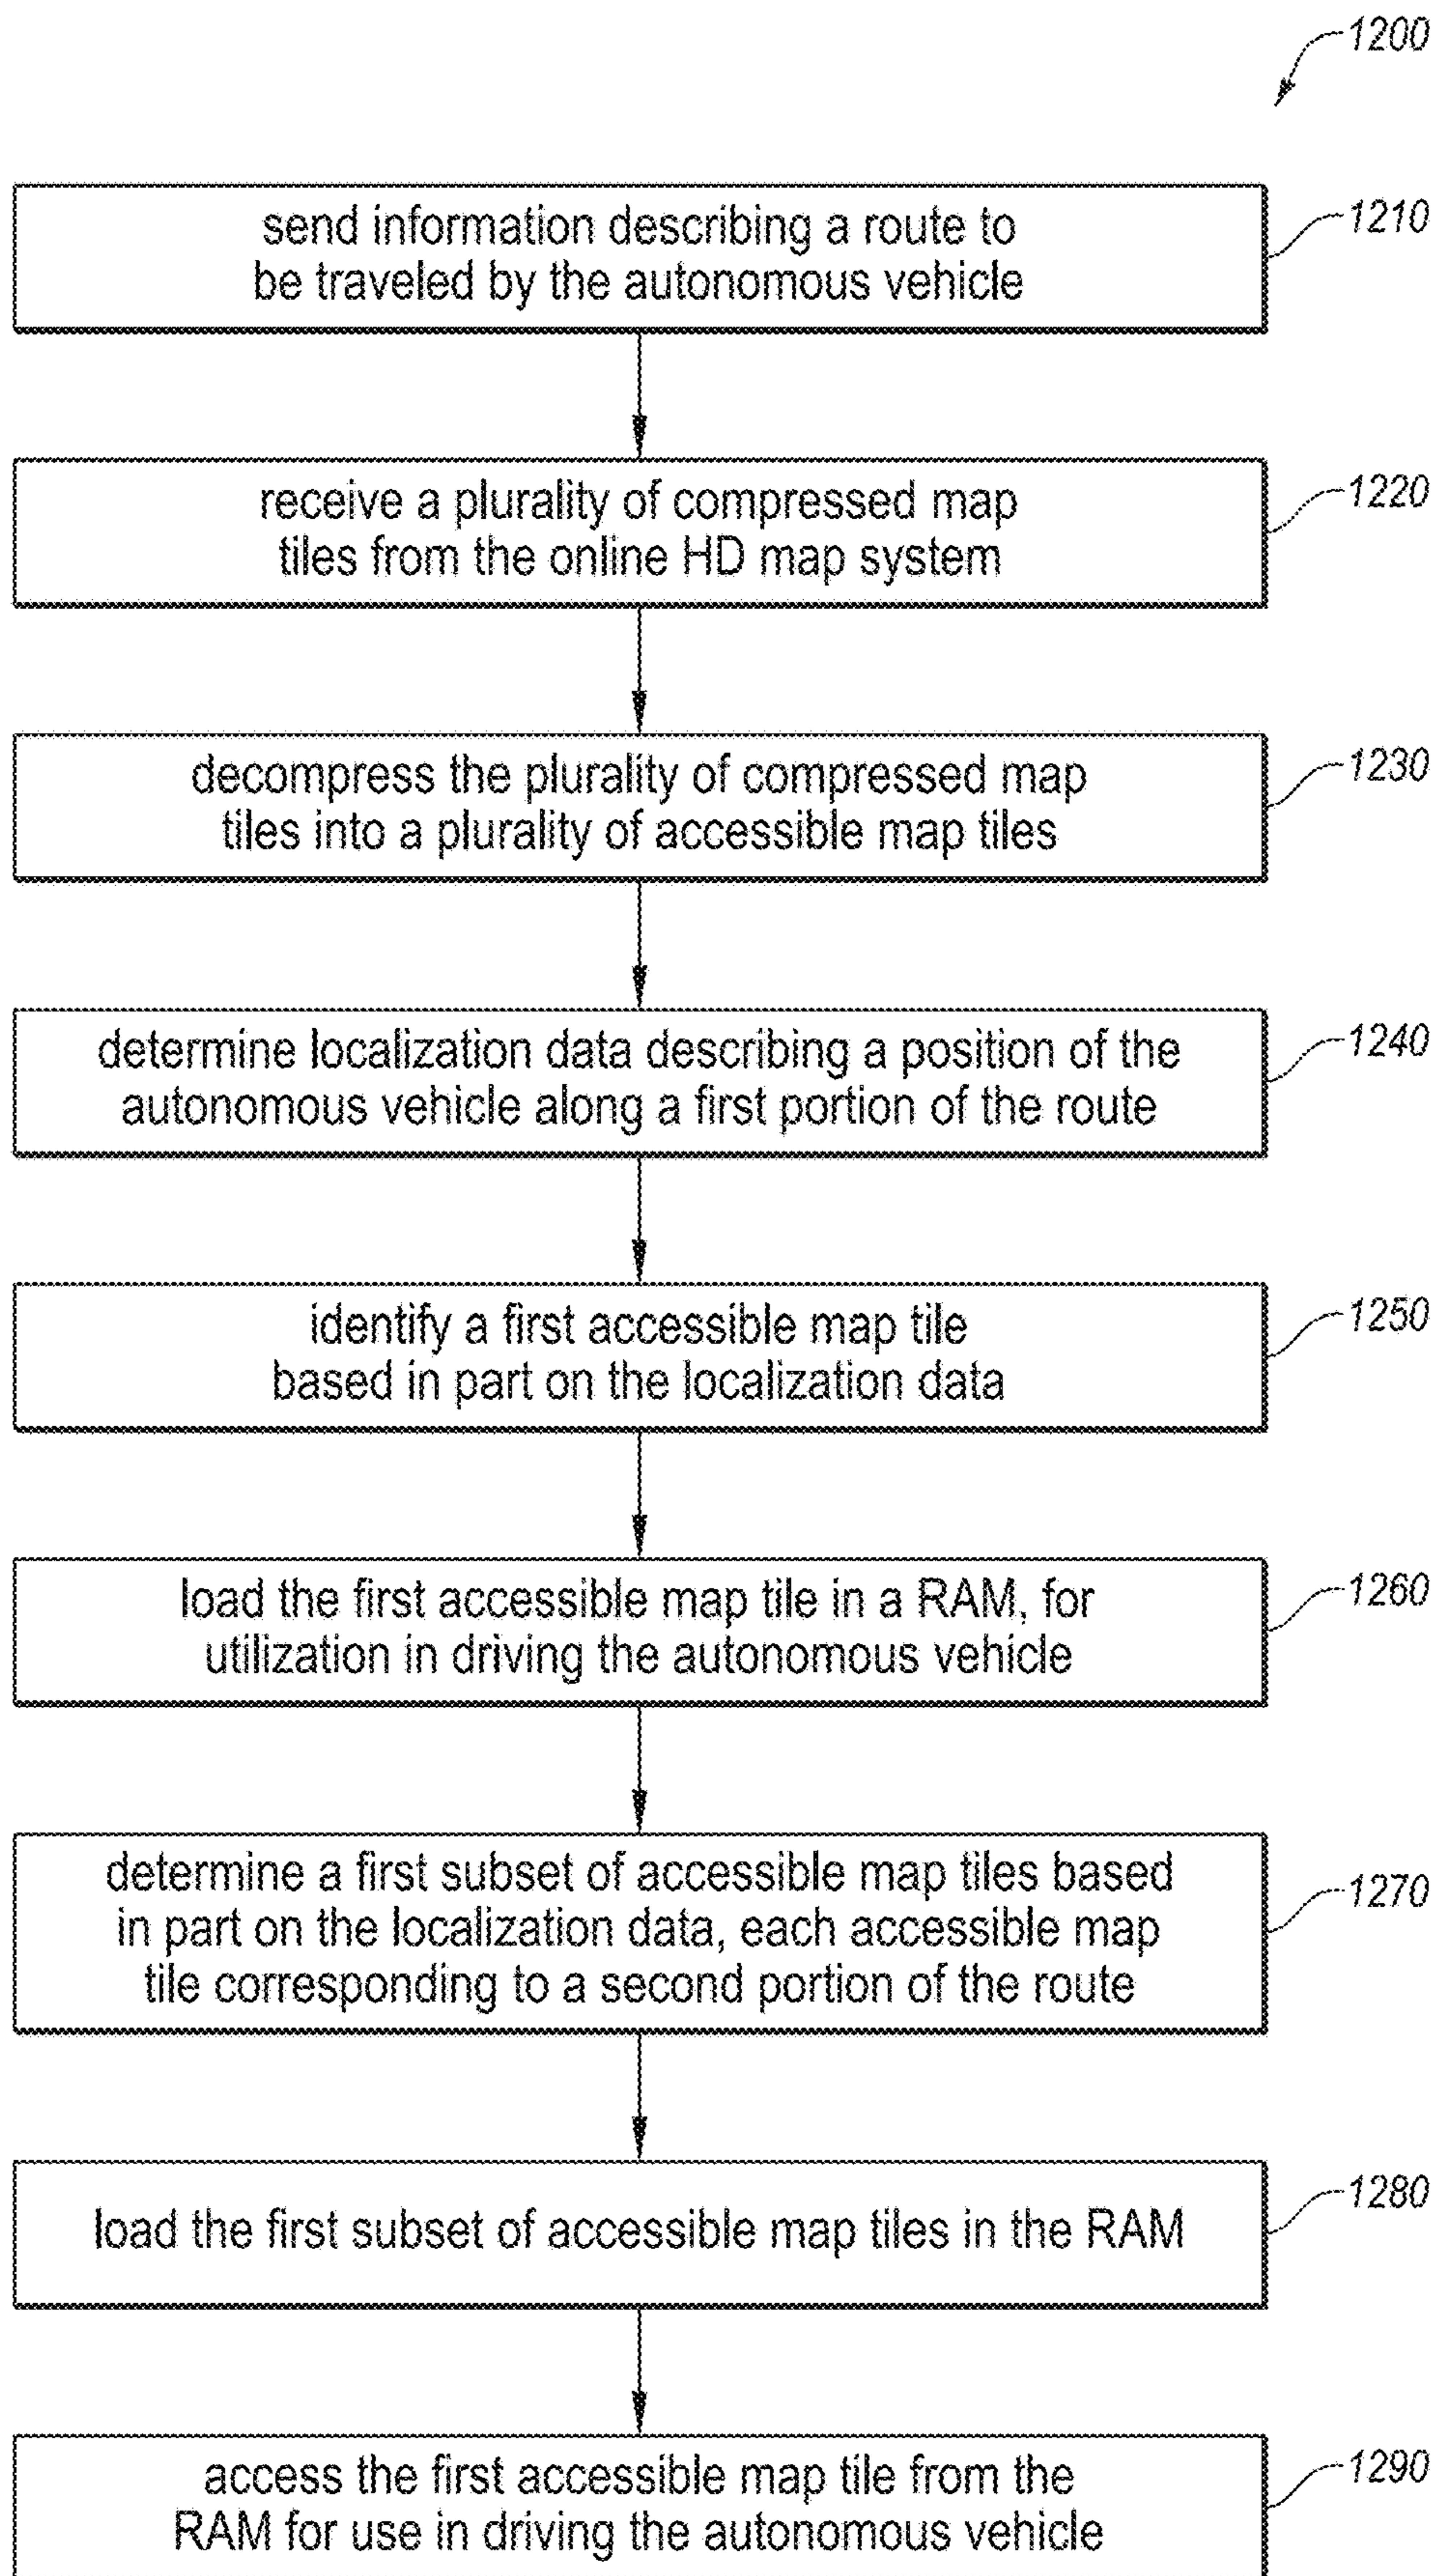 1200
send information describing a route to
be traveled by the autonomous vehicle
1210
receive a plurality of compressed map
tiles from the online HD map system
1220
decompress the plurality of compressed map
tiles into a plurality of accessible map tiles
1230
determine localization data describing a position of the
autonomous vehicle along a first portion of the route
1240
identify a first accessible map tile
based in part on the localization data
1250
load the first accessible map tile in a RAM, for
utilization in driving the autonomous vehicle
1260
determine a first subset of accessible map tiles based
in part on the localization data, each accessible map
tile corresponding to a second portion of the route
1270
load the first subset of accessible map tiles in the RAM
1280
access the first accessible map tile from the
RAM for use in driving the autonomous vehicle
1290